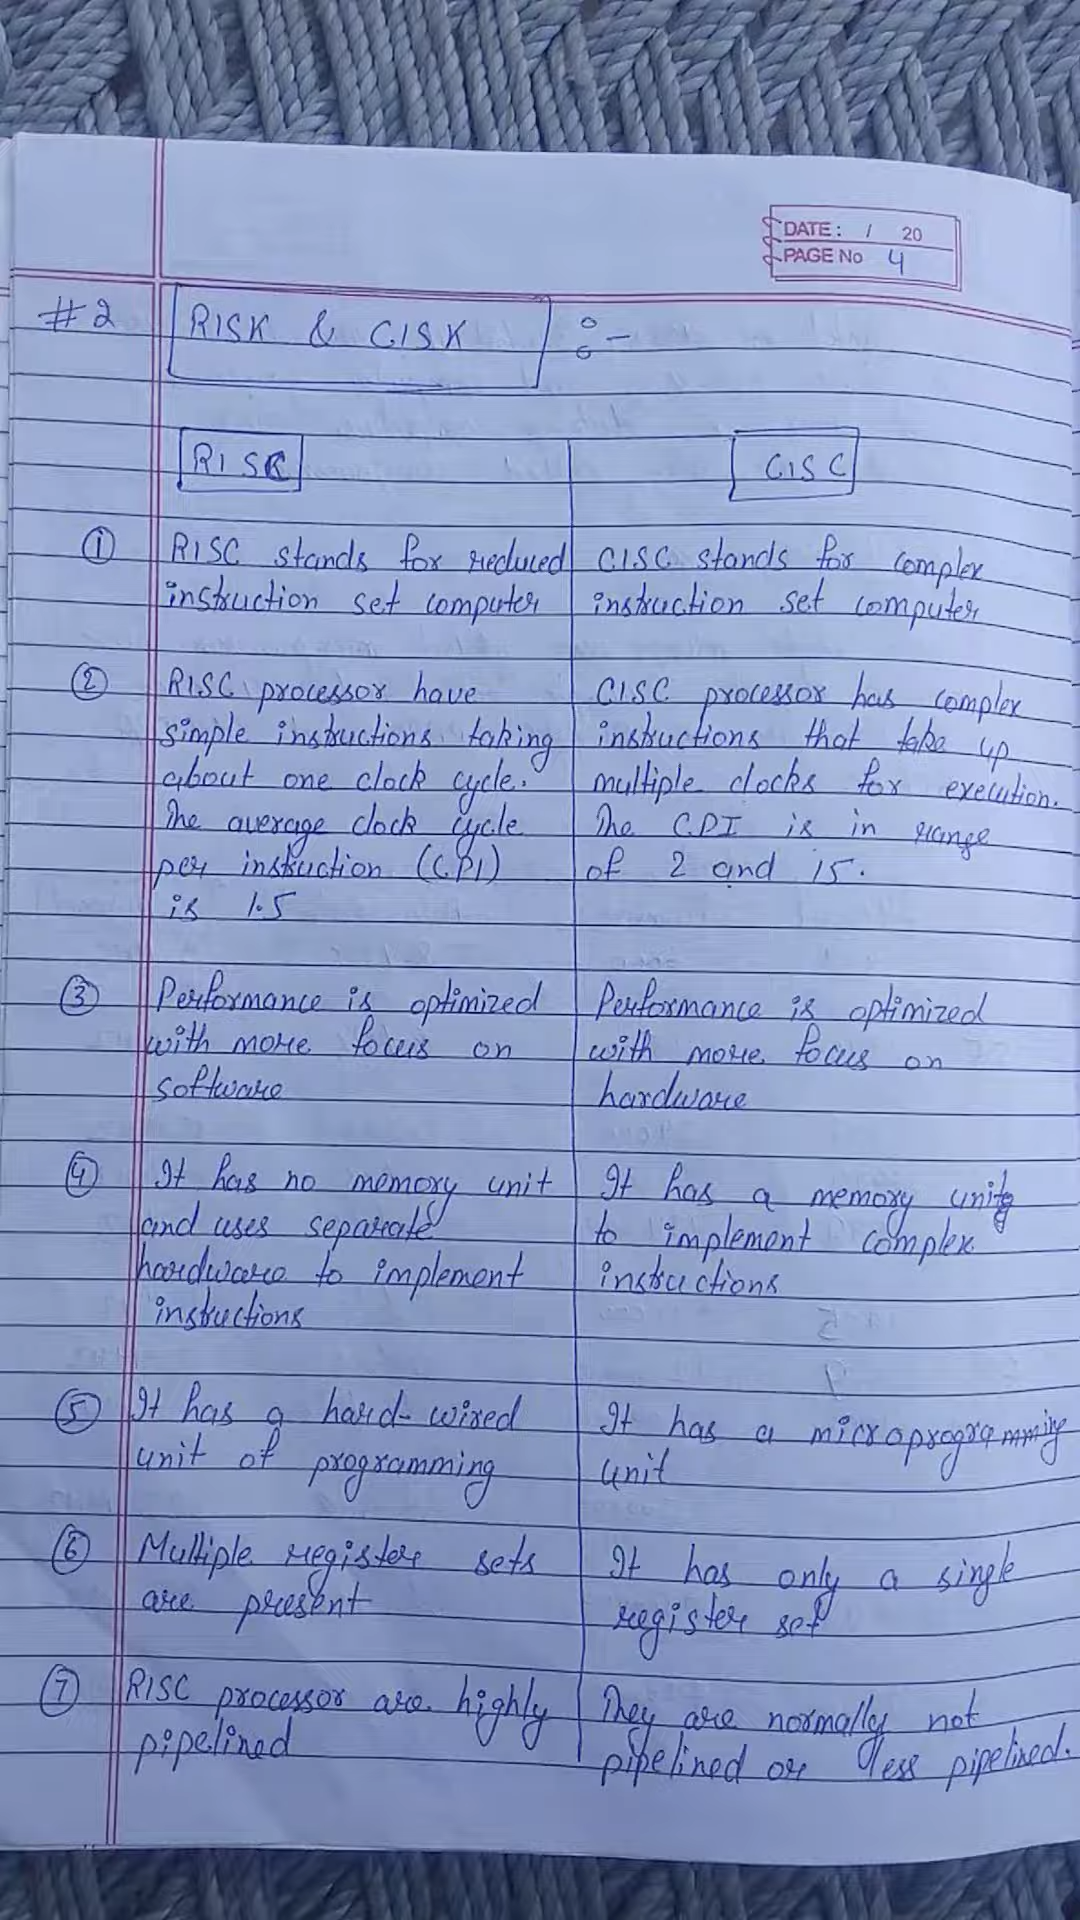 DATE: / 20
PAGE No 4
#2 RISK & CISK :-
RISC
CISC
① RISC stands for reduced
instruction set computer
CISC stands for complex
instruction set computer
② RISC processor have
simple instructions taking
about one clock cycle.
The average clock cycle
per instruction (CPI)
is 1.5
CISC processor has complex
instructions that take up
multiple clocks for execution.
The CPI is in range
of 2 and 15.
③ Performance is optimized
with more focus on
software
Performance is optimized
with more focus on
hardware
④ It has no memory unit
and uses separate
hardware to implement
instructions
It has a memory unit
to implement complex
instructions
⑤ It has a hard-wired
unit of programming
It has a microprogramming
unit
⑥ Multiple register sets
are present
It has only a single
register set
⑦ RISC processor are highly
pipelined
They are normally not
pipelined or less pipelined.